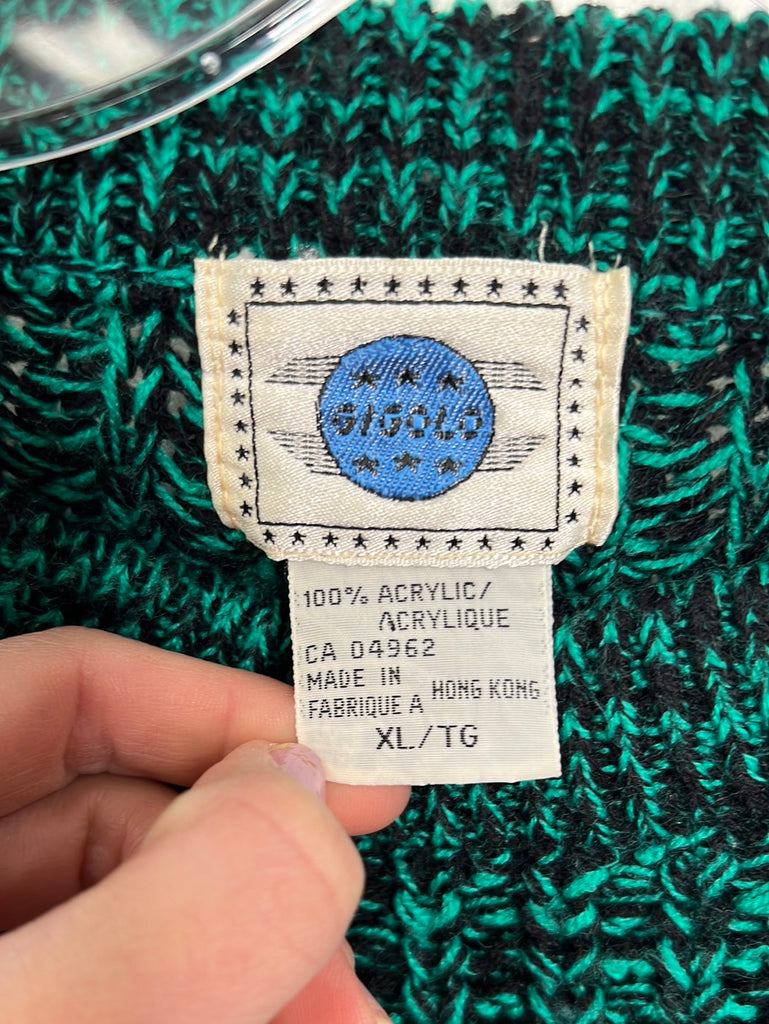 GIGOLO
100% ACRYLIC/
ACRYLIQUE
CA 04962
MADE IN
FABRIQUE A HONG KONG
XL/TG